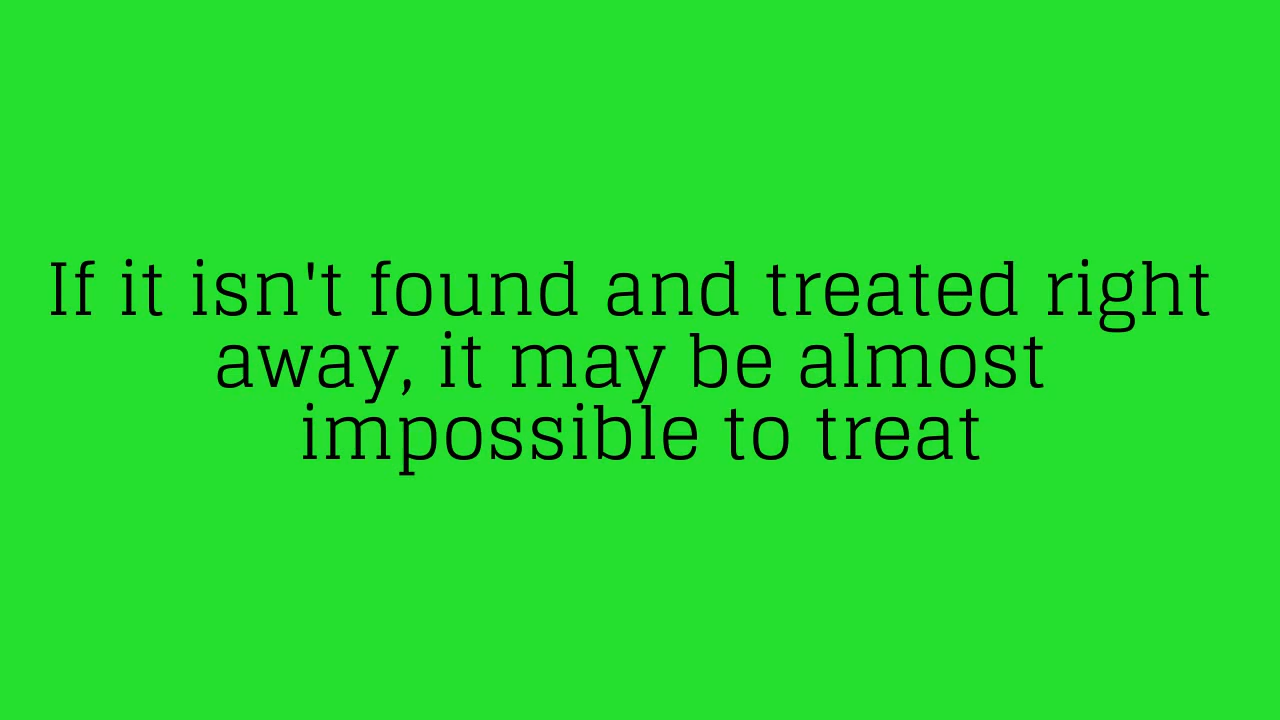 If it isn't found and treated right
away, it may be almost
impossible to treat